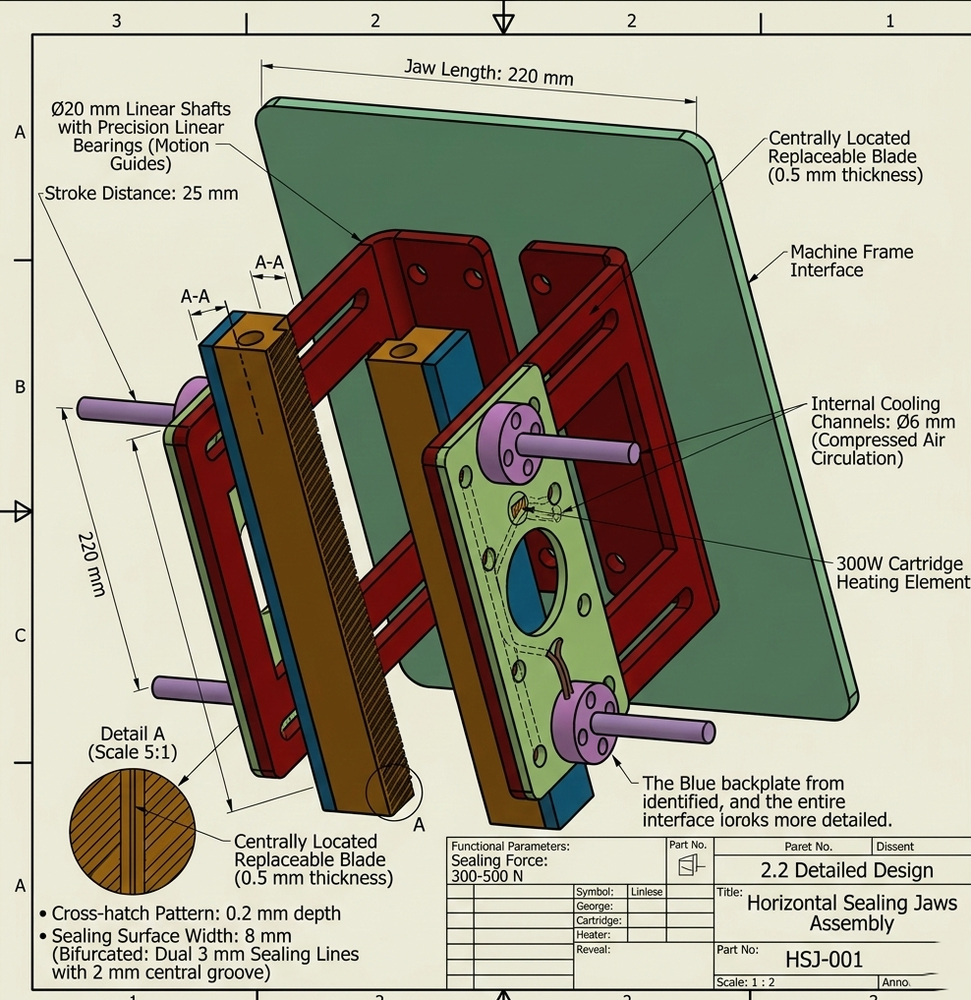 3 2 2 1
Jaw Length: 220 mm
A
Ø20 mm Linear Shafts
with Precision Linear
Bearings (Motion
Guides)
Stroke Distance: 25 mm
Centrally Located
Replaceable Blade
(0.5 mm thickness)
Machine Frame
Interface
A-A
A-A
B
Internal Cooling
Channels: Ø6 mm
(Compressed Air
Circulation)
220 mm
300W Cartridge
Heating Element
C
Detail A
(Scale 5:1)
A
The Blue backplate from
identified, and the entire
interface ioroks more detailed.
Centrally Located
Replaceable Blade
(0.5 mm thickness)
A
• Cross-hatch Pattern: 0.2 mm depth
• Sealing Surface Width: 8 mm
(Bifurcated: Dual 3 mm Sealing Lines
with 2 mm central groove)
Functional Parameters:
Sealing Force:
300-500 N
Part No.
Paret No. Dissent
2.2 Detailed Design
Symbol: Linlese
George:
Cartridge:
Heater:
Reveal:
Title: Horizontal Sealing Jaws
Assembly
Part No: HSJ-001
Scale: 1 : 2 Anno.